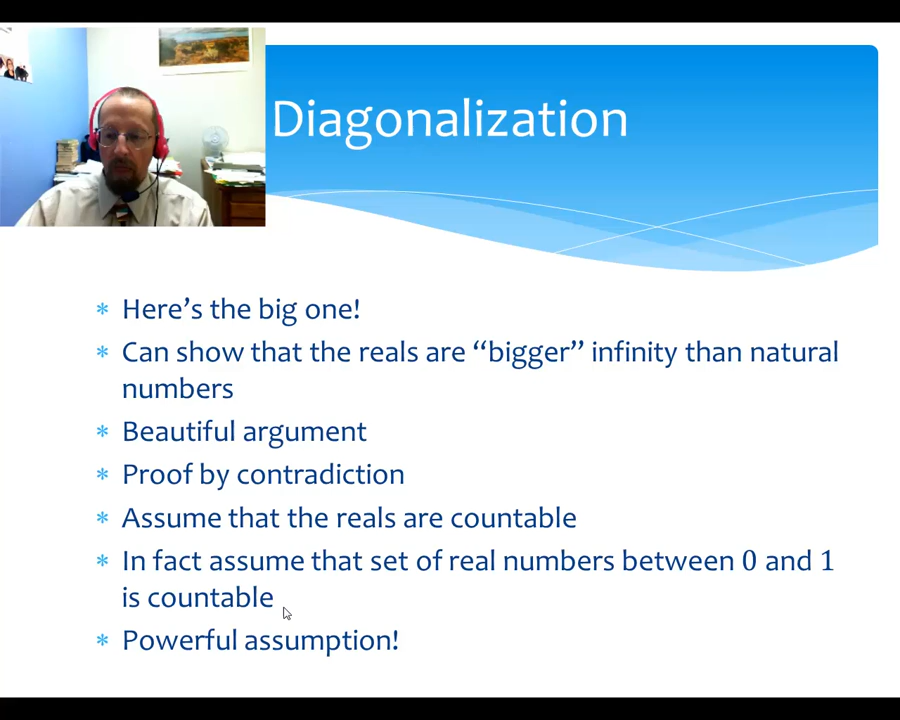 Diagonalization
* Here’s the big one!
* Can show that the reals are “bigger” infinity than natural
numbers
* Beautiful argument
* Proof by contradiction
* Assume that the reals are countable
* In fact assume that set of real numbers between 0 and 1
is countable
* Powerful assumption!